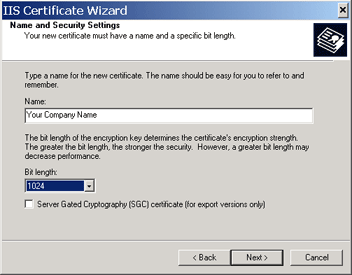 IIS Certificate Wizard
Name and Security Settings
Your new certificate must have a name and a specific bit length.
Type a name for the new certificate. The name should be easy for you to refer to and
remember.
Name:
Your Company Name
The bit length of the encryption key determines the certificate's encryption strength.
The greater the bit length, the stronger the security. However, a greater bit length may
decrease performance.
Bit length:
1024
Server Gated Cryptography (SGC) certificate (for export versions only)
< Back
Next >
Cancel